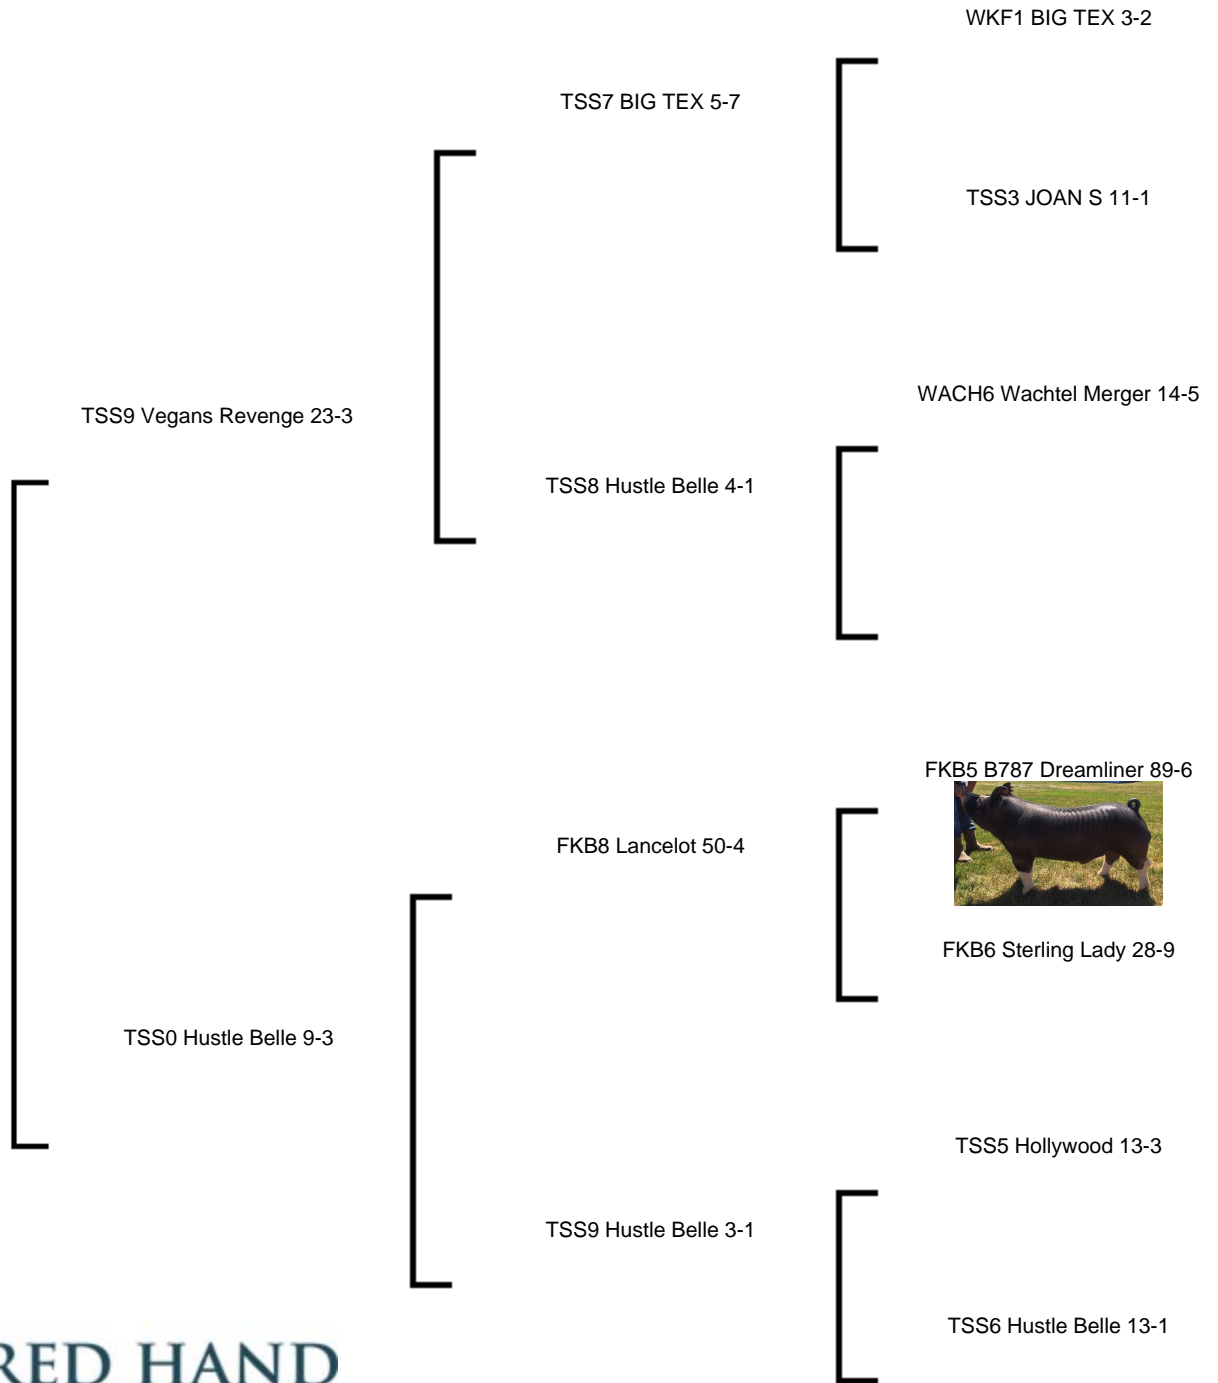 WKF1 BIG TEX 3-2
TSS7 BIG TEX 5-7
TSS3 JOAN S 11-1
WACH6 Wachtel Merger 14-5
TSS9 Vegans Revenge 23-3
TSS8 Hustle Belle 4-1
FKB5 B787 Dreamliner 89-6
FKB8 Lancelot 50-4
FKB6 Sterling Lady 28-9
TSS0 Hustle Belle 9-3
TSS5 Hollywood 13-3
TSS9 Hustle Belle 3-1
TSS6 Hustle Belle 13-1
RED HAND